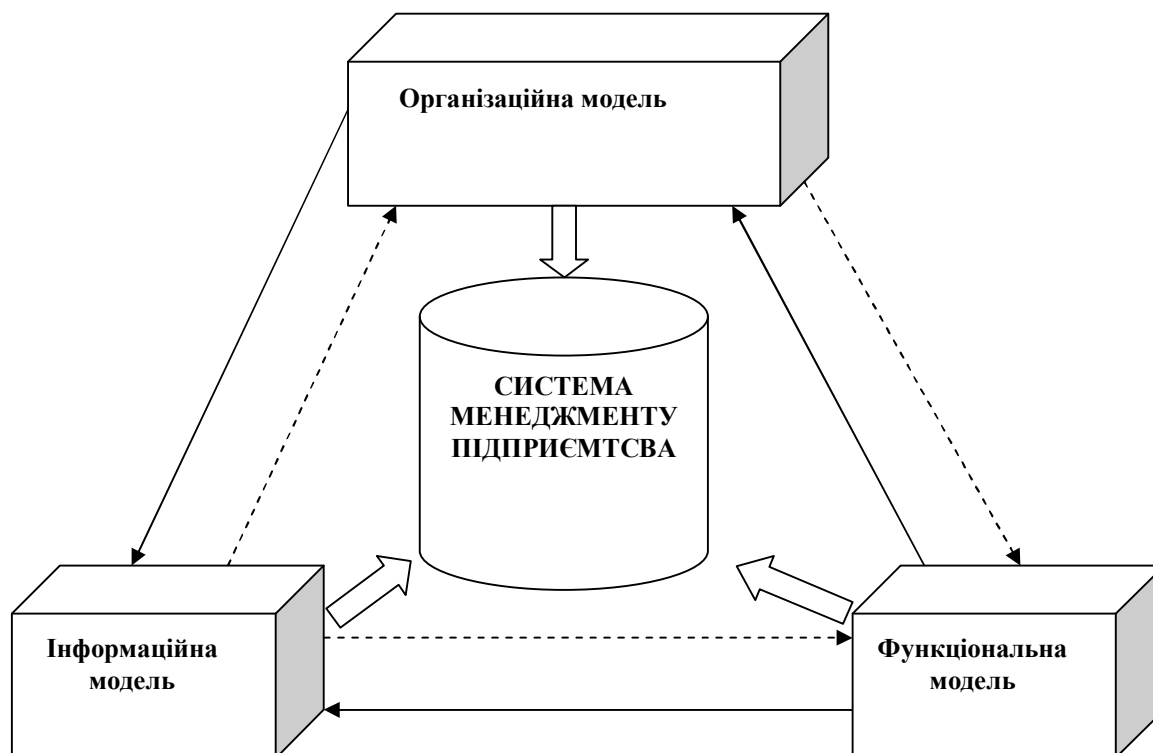 Організаційна модель
СИСТЕМА
МЕНЕДЖМЕНТУ
ПІДПРИЄМТСВА
Інформаційна
модель
Функціональна
модель